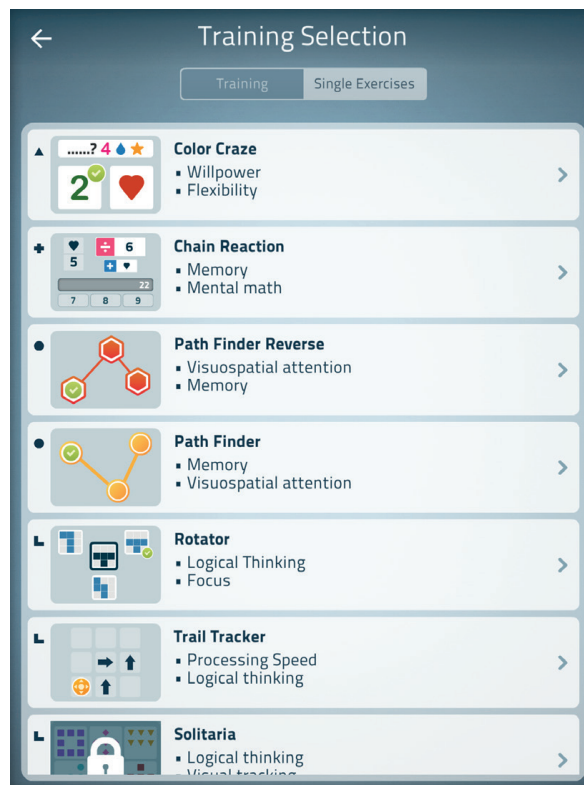 Training Selection
Training
Single Exercises
......? 4
2
Color Craze
▪ Willpower
▪ Flexibility
÷ 6
5
+
22
7 8 9
Chain Reaction
▪ Memory
▪ Mental math
Path Finder Reverse
▪ Visuospatial attention
▪ Memory
Path Finder
▪ Memory
▪ Visuospatial attention
Rotator
▪ Logical Thinking
▪ Focus
Trail Tracker
▪ Processing Speed
▪ Logical thinking
Solitaria
▪ Logical thinking
▪ Visual tracking